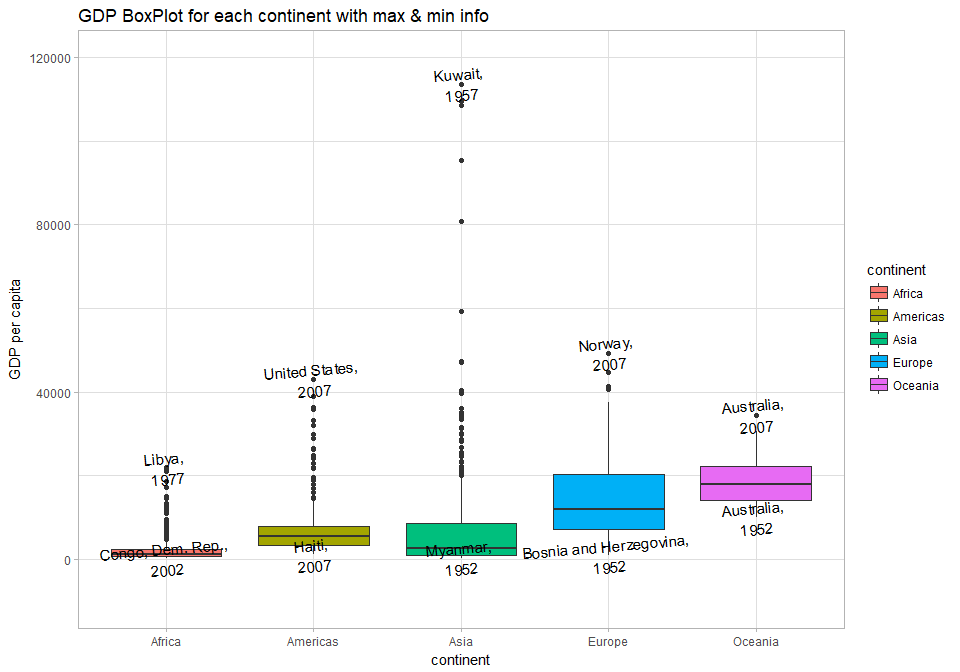 GDP BoxPlot for each continent with max & min info
120000
80000
40000
0
GDP per capita
Kuwait,
1957
United States,
2007
Norway,
2007
Australia,
2007
Libya,
1977
Congo, Dem. Rep.,
2002
Haiti,
2007
Myanmar,
1952
Bosnia and Herzegovina,
1952
Australia,
1952
Africa
Americas
Asia
Europe
Oceania
continent
continent
Africa
Americas
Asia
Europe
Oceania